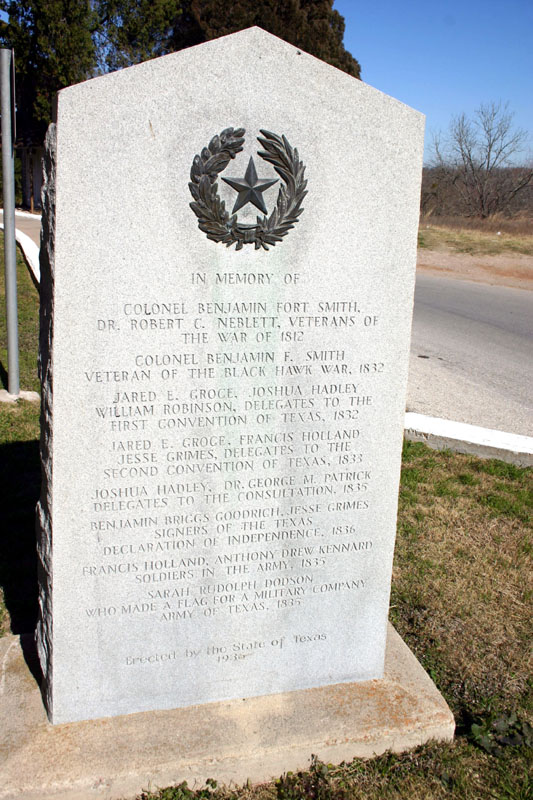 IN MEMORY OF
COLONEL BENJAMIN FORT SMITH,
DR. ROBERT C. NEBLETT, VETERANS OF
THE WAR OF 1812
COLONEL BENJAMIN F. SMITH
VETERAN OF THE BLACK HAWK WAR, 1832
JARED E. GROCE, JOSHUA HADLEY
WILLIAM ROBINSON, DELEGATES TO THE
FIRST CONVENTION OF TEXAS, 1832
JARED E. GROCE, FRANCIS HOLLAND
JESSE GRIMES, DELEGATES TO THE
SECOND CONVENTION OF TEXAS, 1833
JOSHUA HADLEY, DR. GEORGE M. PATRICK
DELEGATES TO THE CONSULTATION, 1835
BENJAMIN BRIGGS GOODRICH, JESSE GRIMES
SIGNERS OF THE TEXAS
DECLARATION OF INDEPENDENCE, 1836
FRANCIS HOLLAND, ANTHONY DREW KENNARD
SOLDIERS IN THE ARMY, 1835
SARAH RUDOLPH DODSON
WHO MADE A FLAG FOR A MILITARY COMPANY
ARMY OF TEXAS, 1835
Erected by the State of Texas
1936